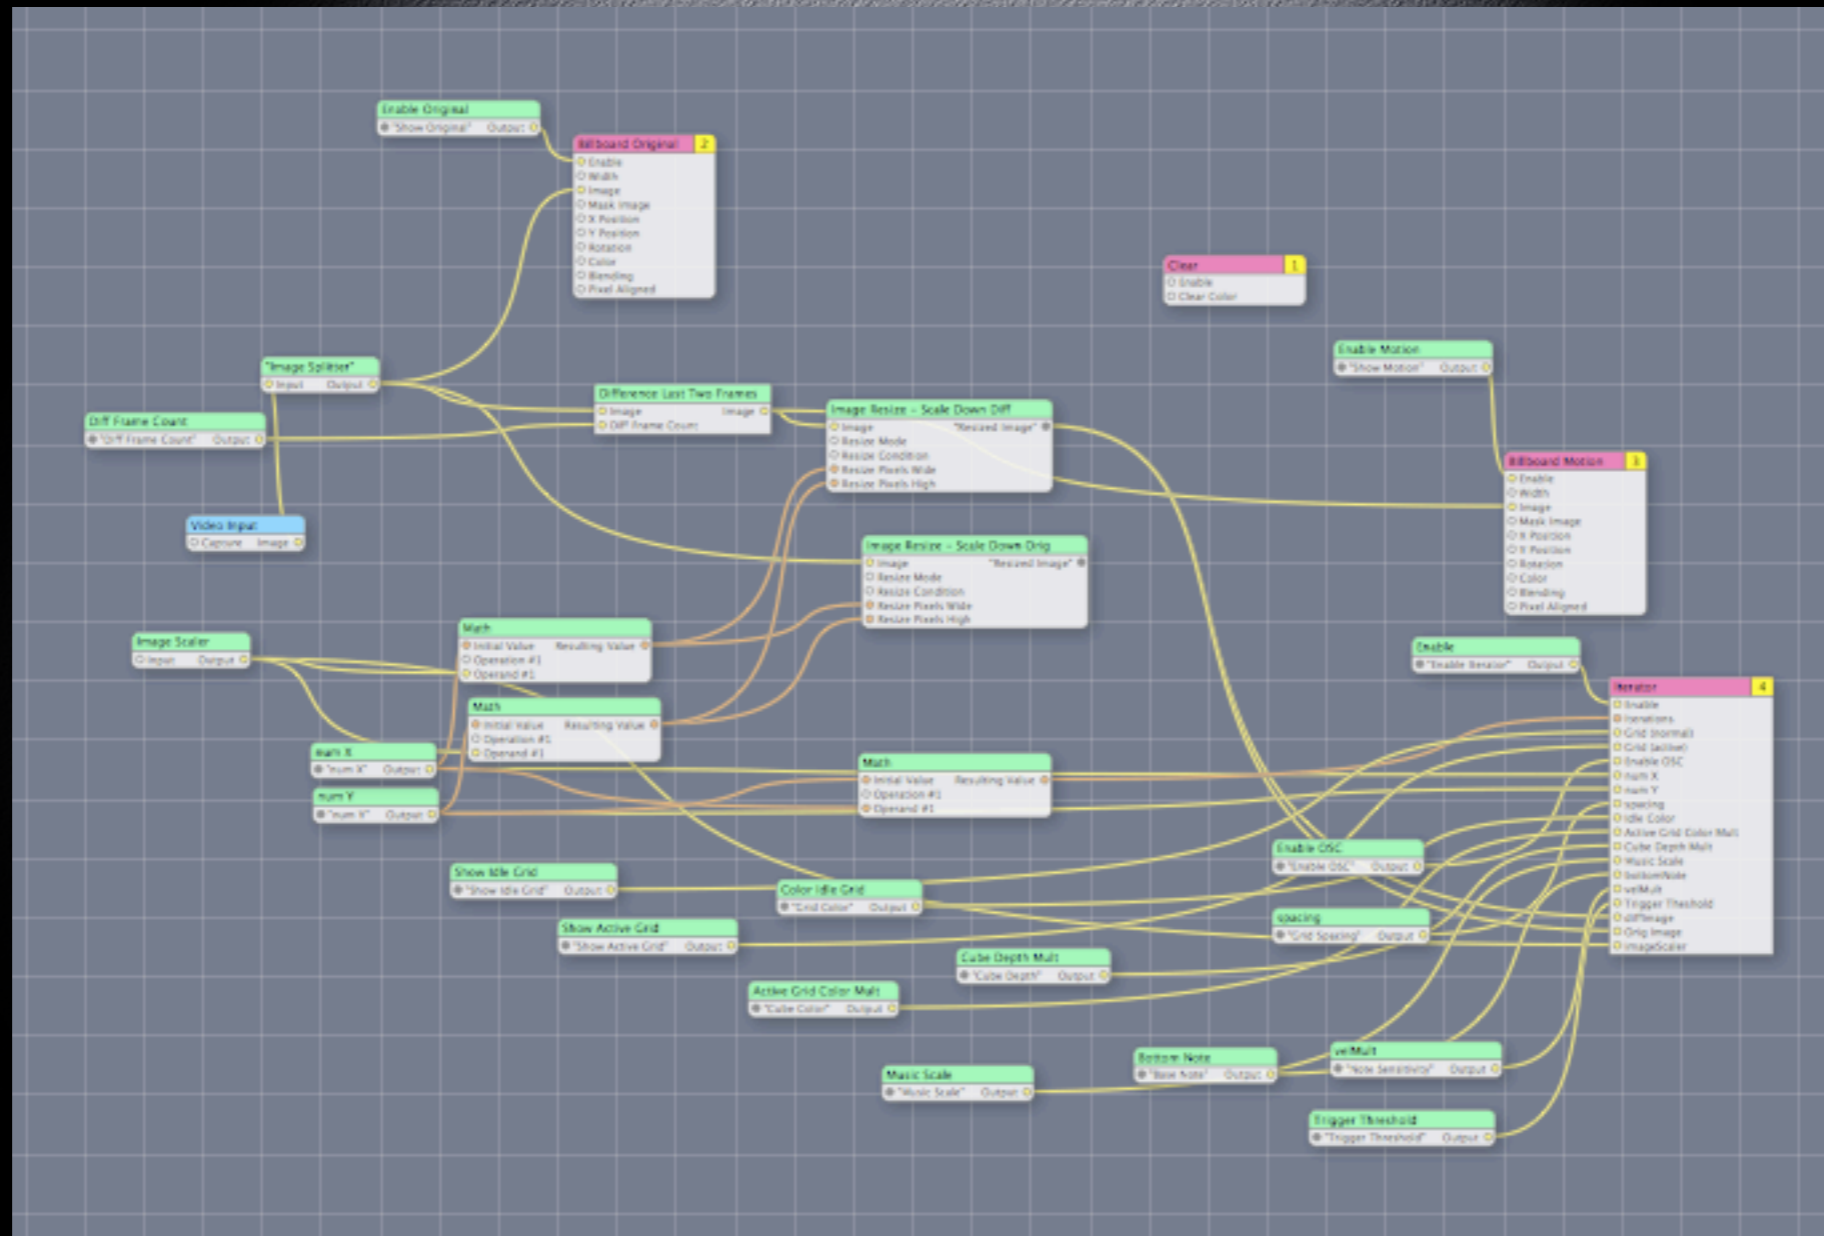 Enable Original
"Show Original" Output
Billboard Original 2
Enable
Width
Image
Mask Image
X Position
Y Position
Rotation
Color
Blending
Pixel Aligned
Clear 1
Enable
Clear Color
Enable Motion
"Show Motion" Output
"Image Splitter"
Input Output
Difference Last Two Frames
Image Image
Diff Frame Count
Image Resize - Scale Down Diff
Image "Resized Image"
Resize Mode
Resize Condition
Resize Pixels Wide
Resize Pixels High
Diff Frame Count
"Diff Frame Count" Output
Billboard Motion 3
Enable
Width
Image
Mask Image
X Position
Y Position
Rotation
Color
Blending
Pixel Aligned
Video Input
Capture Image
Image Resize - Scale Down Orig
Image "Resized Image"
Resize Mode
Resize Condition
Resize Pixels Wide
Resize Pixels High
Image Scaler
Input Output
Math
Initial Value Resulting Value
Operation #1
Operand #1
Math
Initial Value Resulting Value
Operation #1
Operand #1
Enable
"Enable Iterator" Output
Iterator 4
Enable
Iterations
Grid (normal)
Grid (active)
Enable OSC
num X
num Y
spacing
Idle Color
Active Grid Color Mult
Cube Depth Mult
Music Scale
bottomNote
velMult
Trigger Theshold
diffImage
Orig Image
ImageScaler
num X
"num X" Output
num Y
"num Y" Output
Math
Initial Value Resulting Value
Operation #1
Operand #1
Enable OSC
"Enable OSC" Output
Show Idle Grid
"Show Idle Grid" Output
Color Idle Grid
"Grid Color" Output
spacing
"Grid Spacing" Output
Show Active Grid
"Show Active Grid" Output
Cube Depth Mult
"Cube Depth" Output
Active Grid Color Mult
"Cube Color" Output
Bottom Note
"Base Note" Output
velMult
"Note Sensitivity" Output
Music Scale
"Music Scale" Output
Trigger Threshold
"Trigger Threshold" Output